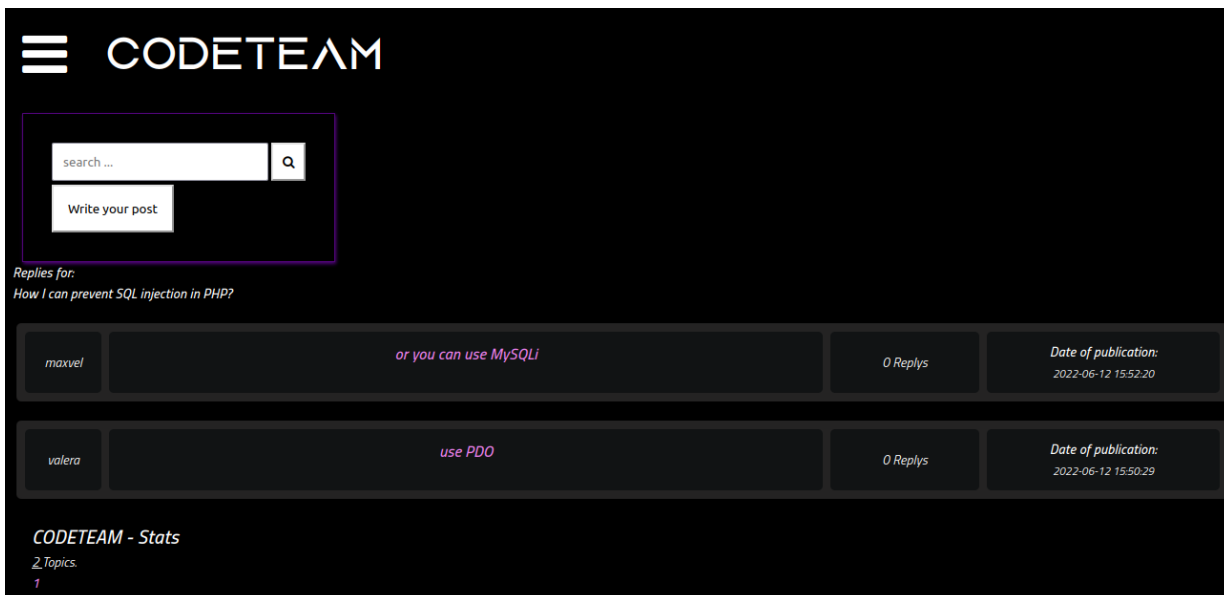 CODETEAM
search ...
Write your post
Replies for:
How I can prevent SQL injection in PHP?
maxvel
or you can use MySQLi
0 Replys
Date of publication:
2022-06-12 15:52:20
valera
use PDO
0 Replys
Date of publication:
2022-06-12 15:50:29
CODETEAM - Stats
2 Topics.
1